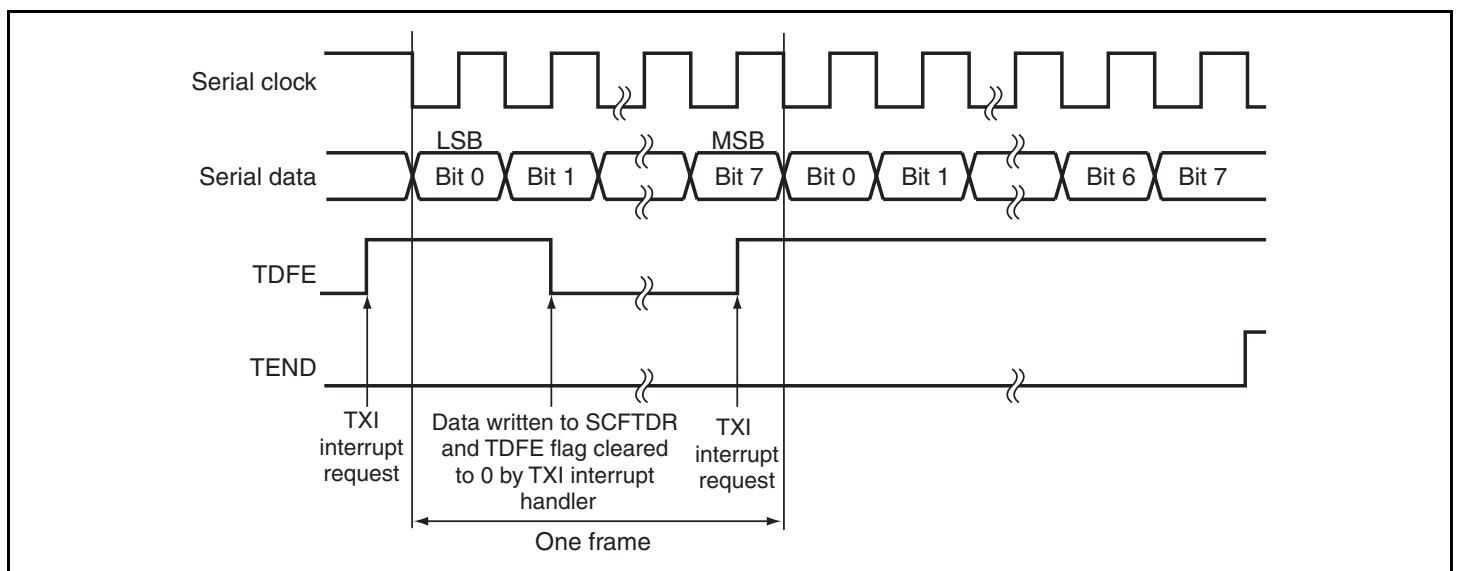 Serial clock
LSB
MSB
Serial data
Bit 0
Bit 1
Bit 7
Bit 0
Bit 1
Bit 6
Bit 7
TDFE
TEND
TXI
interrupt
request
Data written to SCFTDR
and TDFE flag cleared
to 0 by TXI interrupt
handler
TXI
interrupt
request
One frame